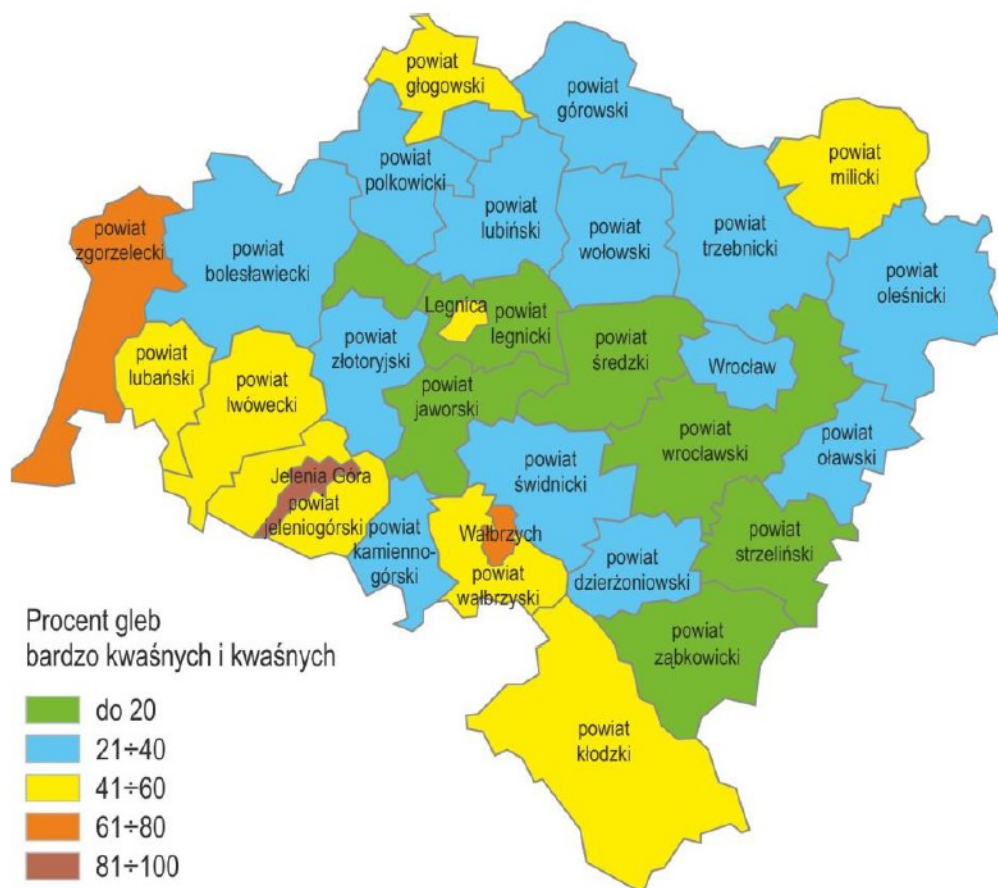 powiat
głogowski
powiat
górowski
powiat
milicki
powiat
polkowicki
powiat
lubiński
powiat
wołowski
powiat
trzebnicki
powiat
oleśnicki
powiat
zgorzelecki
powiat
bolesławiecki
Legnica
powiat
legnicki
powiat
średzki
Wrocław
powiat
złotoryjski
powiat
lubański
powiat
lwówecki
powiat
jaworski
powiat
wrocławski
powiat
oławski
Jelenia Góra
powiat
jeleniogórski
powiat
kamienno-
górski
powiat
świdnicki
Wałbrzych
powiat
wałbrzyski
powiat
dzierżoniowski
powiat
strzeliński
powiat
ząbkowicki
powiat
kłodzki
Procent gleb
bardzo kwaśnych i kwaśnych
do 20
21÷40
41÷60
61÷80
81÷100